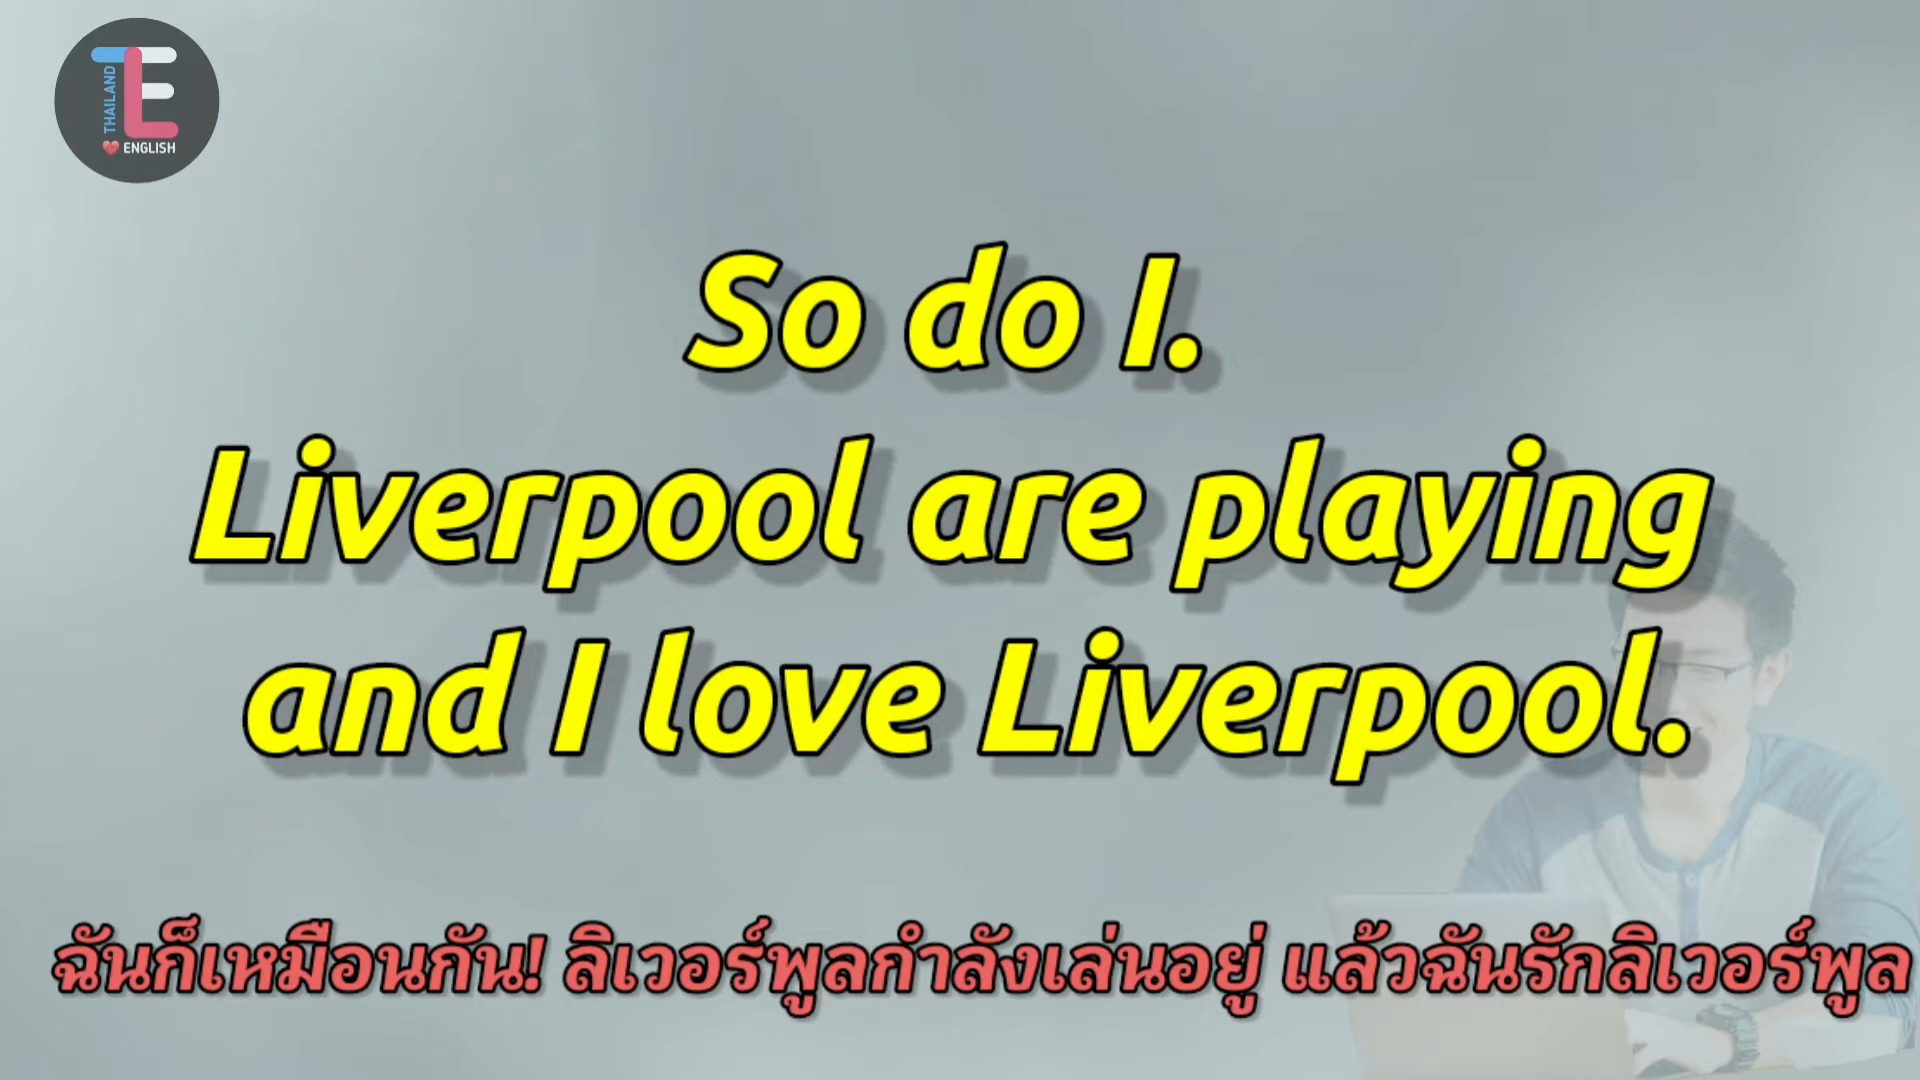 TE
THAILAND
ENGLISH
So do I.
Liverpool are playing
and I love Liverpool.
ฉันก็เหมือนกัน! ลิเวอร์พูลกำลังเล่นอยู่ แล้วฉันรักลิเวอร์พูล